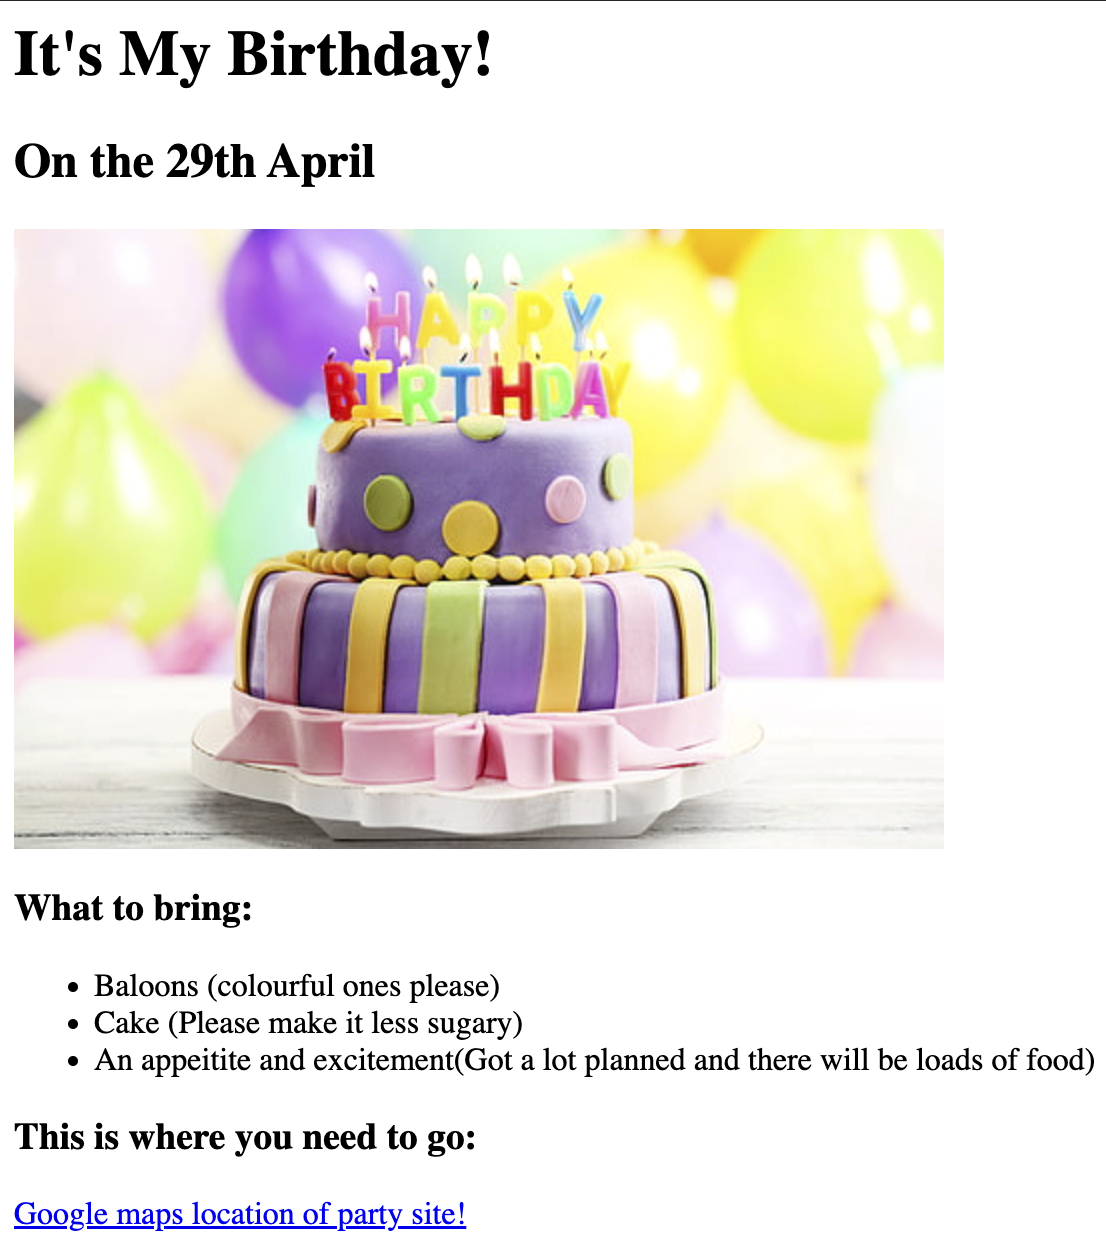 It's My Birthday!
On the 29th April
HAPPY
BIRTHDAY
What to bring:
• Baloons (colourful ones please)
• Cake (Please make it less sugary)
• An appeitite and excitement(Got a lot planned and there will be loads of food)
This is where you need to go:
Google maps location of party site!